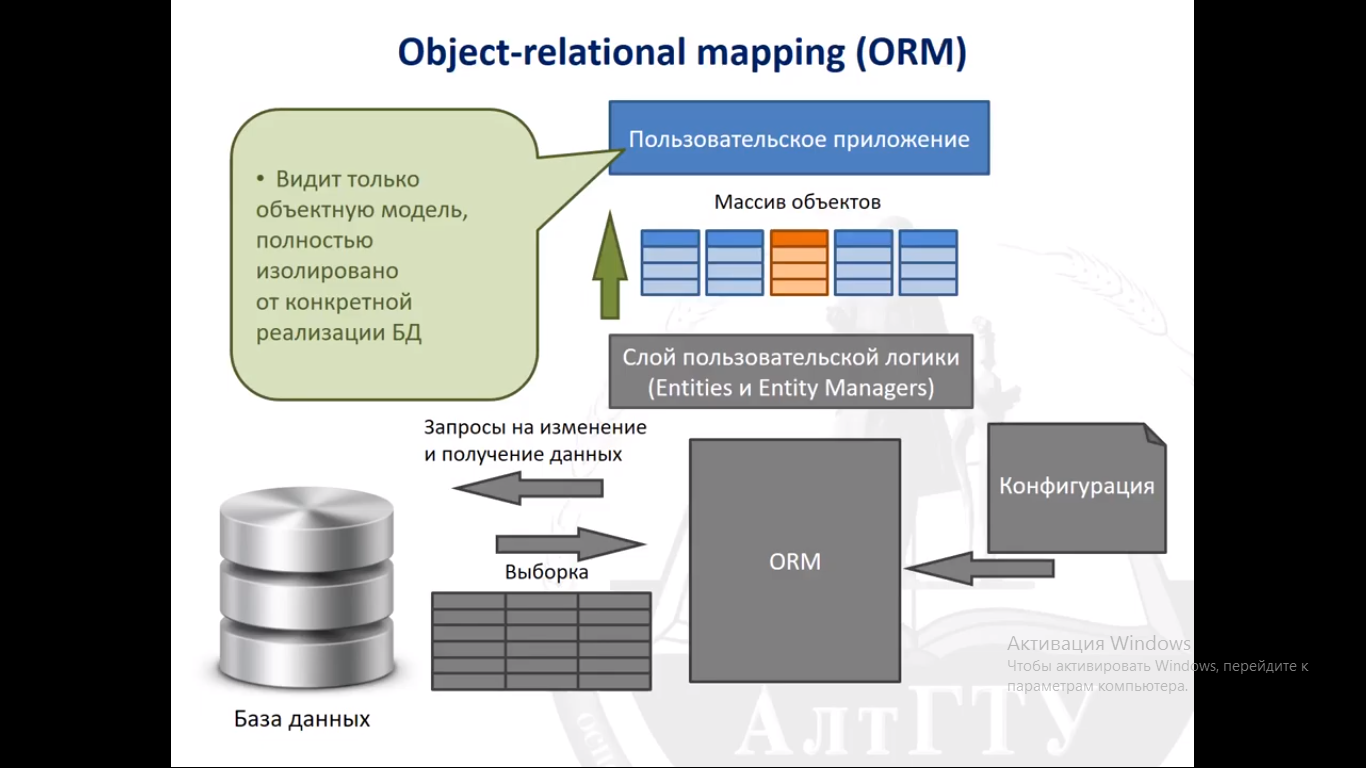 Object-relational mapping (ORM)
Пользовательское приложение
• Видит только
объектную модель,
полностью
изолировано
от конкретной
реализации БД
Массив объектов
Слой пользовательской логики
(Entities и Entity Managers)
Запросы на изменение
и получение данных
Конфигурация
ORM
Выборка
База данных
Активация Windows
Чтобы активировать Windows, перейдите к
параметрам компьютера.
АлтГТУ